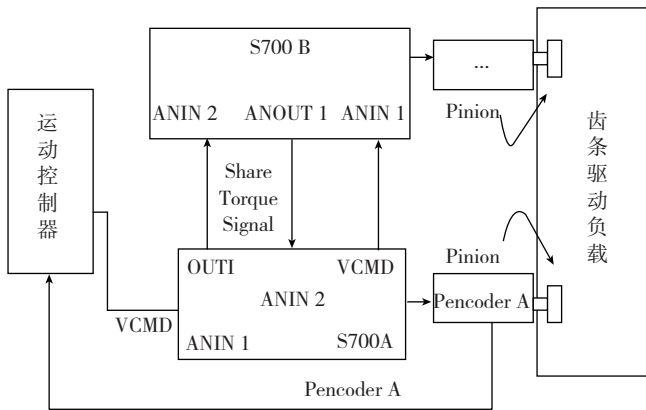 S700 B
...
ANIN 2 ANOUT 1 ANIN 1
Pinion
运动控制器
齿条驱动负载
Share
Torque
Signal
Pinion
OUTI VCMD
ANIN 2
Pencoder A
VCMD
ANIN 1 S700A
Pencoder A